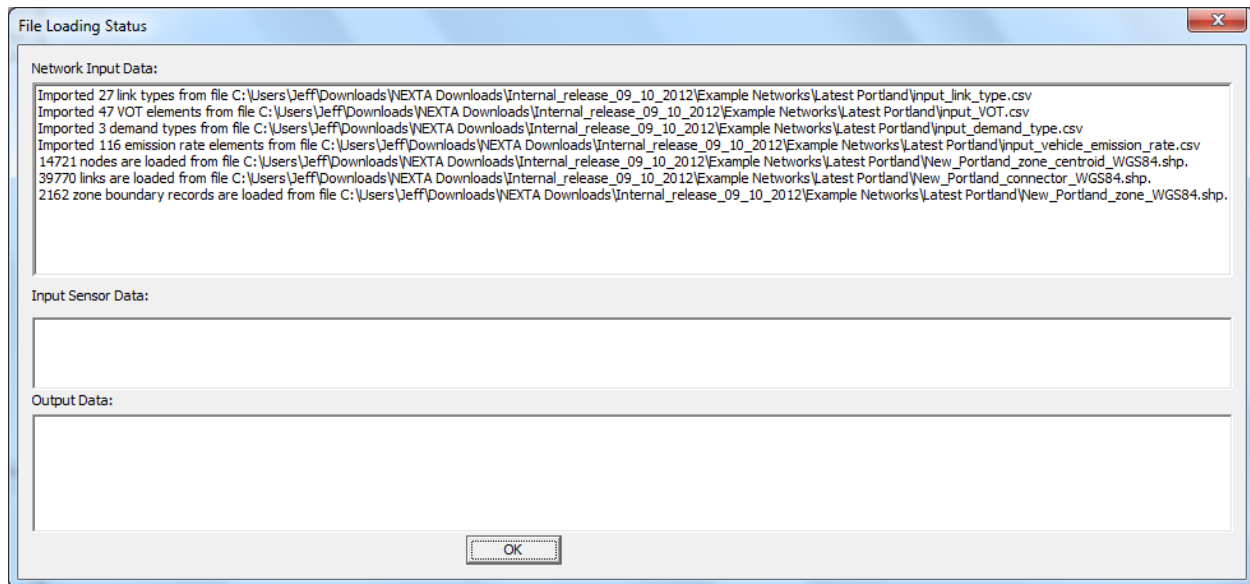 File Loading Status
Network Input Data:
Imported 27 link types from file C:\Users\Jeff\Downloads\NEXTA Downloads\Internal_release_09_10_2012\Example Networks\Latest Portland\input_link_type.csv
Imported 47 VOT elements from file C:\Users\Jeff\Downloads\NEXTA Downloads\Internal_release_09_10_2012\Example Networks\Latest Portland\input_VOT.csv
Imported 3 demand types from file C:\Users\Jeff\Downloads\NEXTA Downloads\Internal_release_09_10_2012\Example Networks\Latest Portland\input_demand_type.csv
Imported 116 emission rate elements from file C:\Users\Jeff\Downloads\NEXTA Downloads\Internal_release_09_10_2012\Example Networks\Latest Portland\input_vehicle_emission_rate.csv
14721 nodes are loaded from file C:\Users\Jeff\Downloads\NEXTA Downloads\Internal_release_09_10_2012\Example Networks\Latest Portland\New_Portland_zone_centroid_WGS84.shp.
39770 links are loaded from file C:\Users\Jeff\Downloads\NEXTA Downloads\Internal_release_09_10_2012\Example Networks\Latest Portland\New_Portland_connector_WGS84.shp.
2162 zone boundary records are loaded from file C:\Users\Jeff\Downloads\NEXTA Downloads\Internal_release_09_10_2012\Example Networks\Latest Portland\New_Portland_zone_WGS84.shp.
Input Sensor Data:
Output Data:
OK